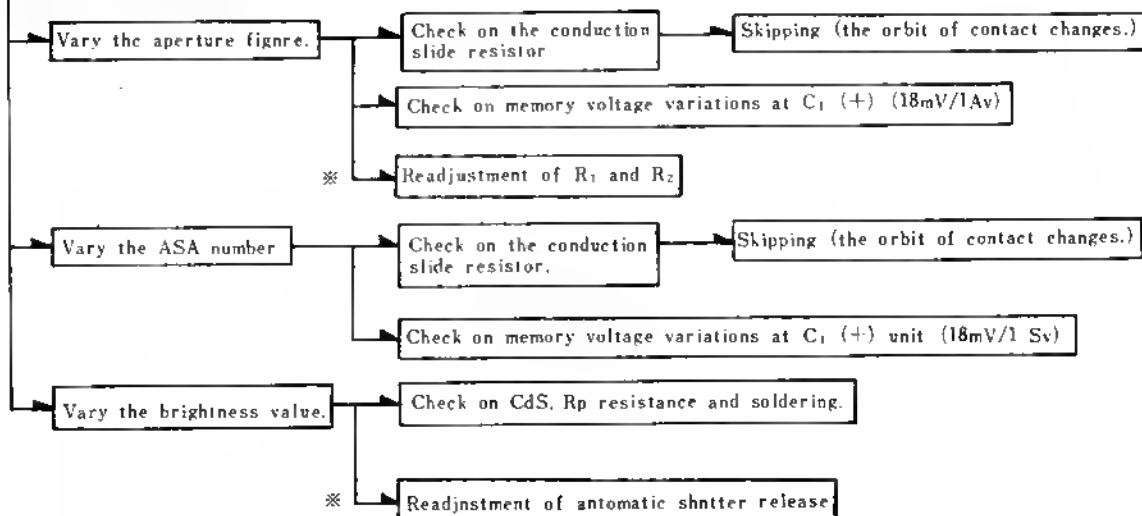 Vary thc aperture fignre.
Check on the conduction
slide resistor
Skipping (the orbit of contact changes.)
Check on memory voltage variations at C₁ (+) (18mV/1Av)
※ Readjustment of R₁ and R₂
Vary the ASA number
Check on the conduction
slide resistor.
Skipping (the orbit of contact changes.)
Check on memory voltage variations at C₁ (+) unit (18mV/1 Sv)
Vary the brighiness value.
Check on CdS, Rp resistance and soldering.
※ Readjnstment of antomatic shntter release